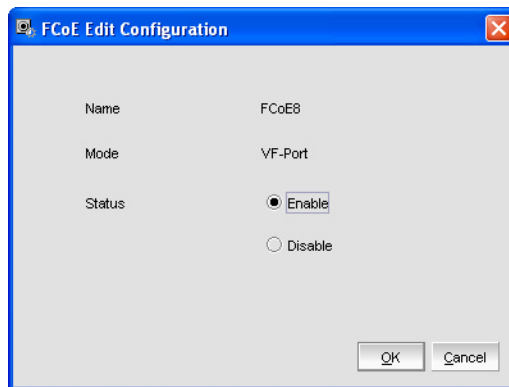 FCoE Edit Configuration
Name FCoE8
Mode VF-Port
Status Enable
Disable
OK Cancel